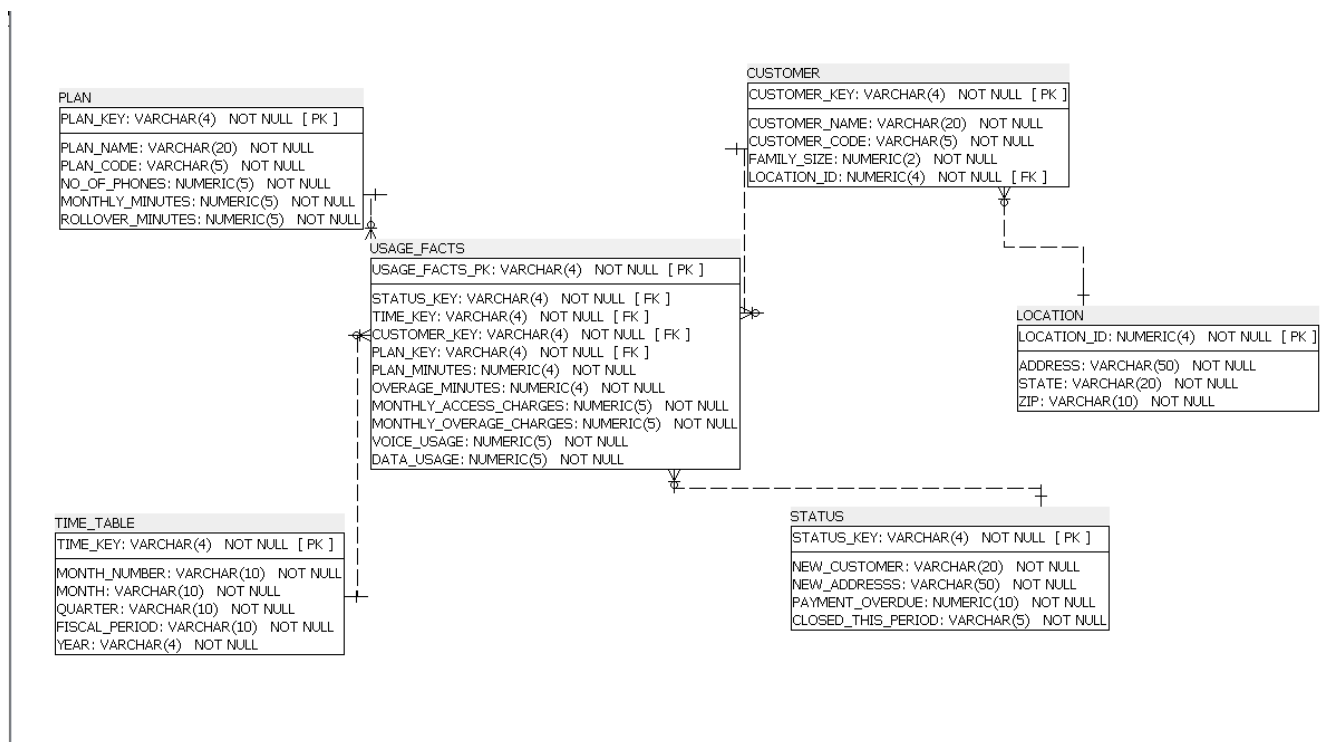 PLAN
PLAN_KEY: VARCHAR(4) NOT NULL [ PK ]
PLAN_NAME: VARCHAR(20) NOT NULL
PLAN_CODE: VARCHAR(5) NOT NULL
NO_OF_PHONES: NUMERIC(5) NOT NULL
MONTHLY_MINUTES: NUMERIC(5) NOT NULL
ROLLOVER_MINUTES: NUMERIC(5) NOT NULL
CUSTOMER
CUSTOMER_KEY: VARCHAR(4) NOT NULL [ PK ]
CUSTOMER_NAME: VARCHAR(20) NOT NULL
CUSTOMER_CODE: VARCHAR(5) NOT NULL
FAMILY_SIZE: NUMERIC(2) NOT NULL
LOCATION_ID: NUMERIC(4) NOT NULL [ FK ]
USAGE_FACTS
USAGE_FACTS_PK: VARCHAR(4) NOT NULL [ PK ]
STATUS_KEY: VARCHAR(4) NOT NULL [ FK ]
TIME_KEY: VARCHAR(4) NOT NULL [ FK ]
CUSTOMER_KEY: VARCHAR(4) NOT NULL [ FK ]
PLAN_KEY: VARCHAR(4) NOT NULL [ FK ]
PLAN_MINUTES: NUMERIC(4) NOT NULL
OVERAGE_MINUTES: NUMERIC(4) NOT NULL
MONTHLY_ACCESS_CHARGES: NUMERIC(5) NOT NULL
MONTHLY_OVERAGE_CHARGES: NUMERIC(5) NOT NULL
VOICE_USAGE: NUMERIC(5) NOT NULL
DATA_USAGE: NUMERIC(5) NOT NULL
LOCATION
LOCATION_ID: NUMERIC(4) NOT NULL [ PK ]
ADDRESS: VARCHAR(50) NOT NULL
STATE: VARCHAR(20) NOT NULL
ZIP: VARCHAR(10) NOT NULL
TIME_TABLE
TIME_KEY: VARCHAR(4) NOT NULL [ PK ]
MONTH_NUMBER: VARCHAR(10) NOT NULL
MONTH: VARCHAR(10) NOT NULL
QUARTER: VARCHAR(10) NOT NULL
FISCAL_PERIOD: VARCHAR(10) NOT NULL
YEAR: VARCHAR(4) NOT NULL
STATUS
STATUS_KEY: VARCHAR(4) NOT NULL [ PK ]
NEW_CUSTOMER: VARCHAR(20) NOT NULL
NEW_ADDRESSS: VARCHAR(50) NOT NULL
PAYMENT_OVERDUE: NUMERIC(10) NOT NULL
CLOSED_THIS_PERIOD: VARCHAR(5) NOT NULL